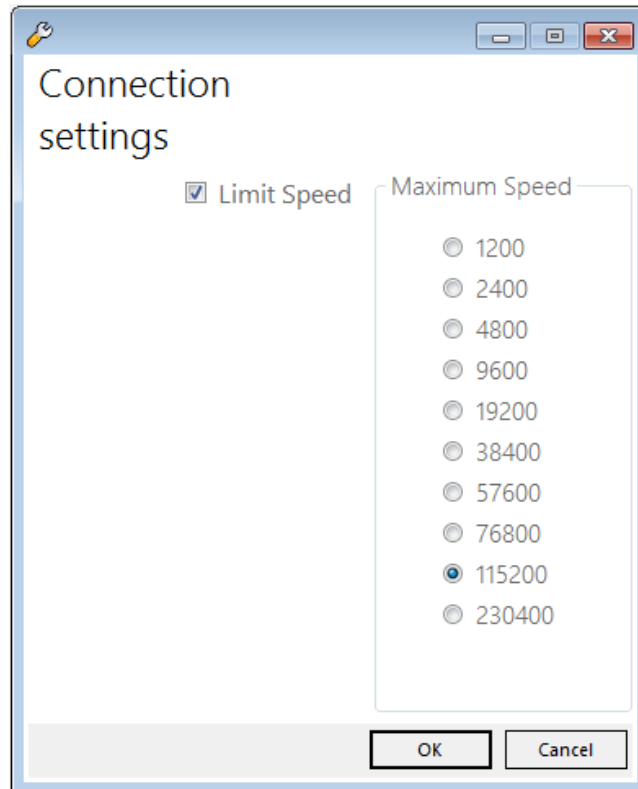 Connection
settings
Limit Speed
Maximum Speed
1200
2400
4800
9600
19200
38400
57600
76800
115200
230400
OK
Cancel